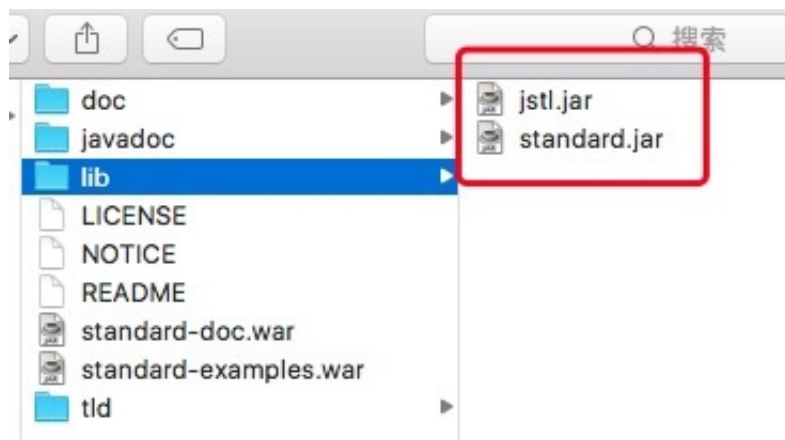 搜索
doc
javadoc
lib
LICENSE
NOTICE
README
standard-doc.war
standard-examples.war
tld
jstl.jar
standard.jar